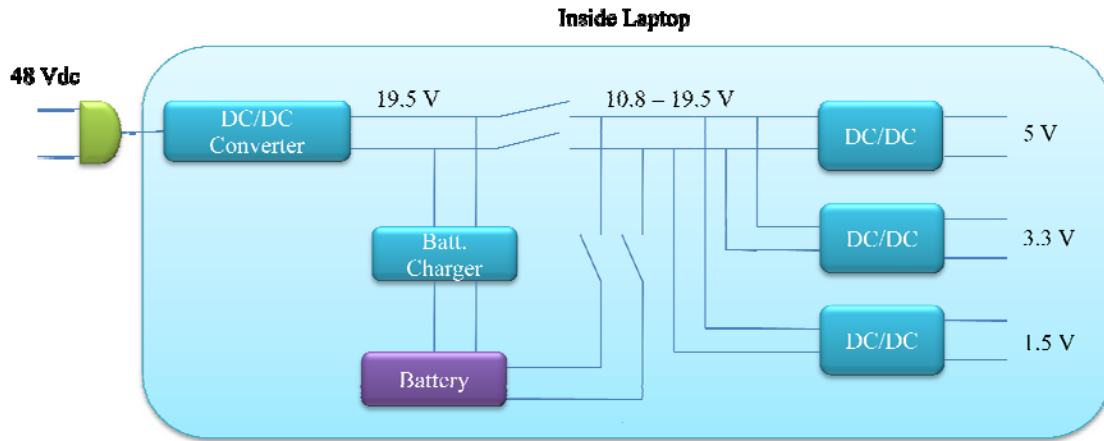 Inside Laptop
48 Vdc
DC/DC
Converter
19.5 V
10.8 – 19.5 V
DC/DC
5 V
Batt.
Charger
DC/DC
3.3 V
Battery
DC/DC
1.5 V